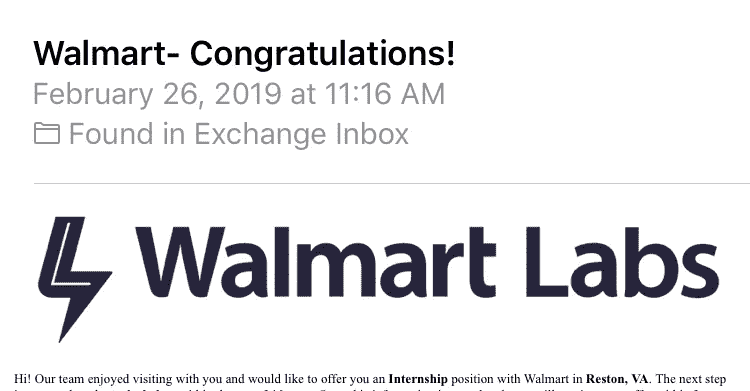 Walmart- Congratulations!
February 26, 2019 at 11:16 AM
Found in Exchange Inbox
Walmart Labs
Hi! Our team enjoyed visiting with you and would like to offer you an Internship position with Walmart in Reston, VA. The next step